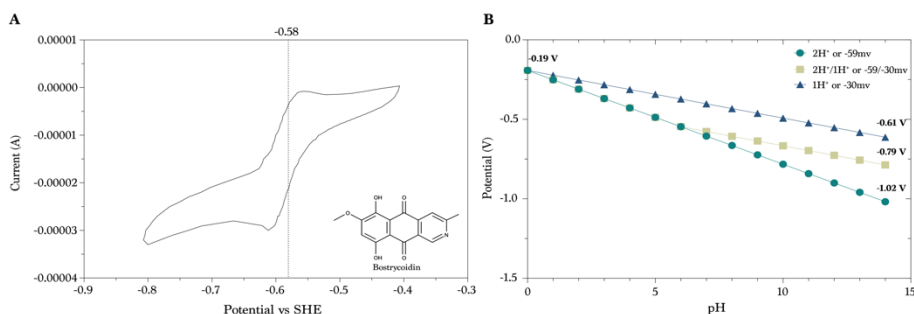 A
-0.58
0.00001
0.00000
-0.00001
-0.00002
-0.00003
-0.00004
Current (A)
-0.9
-0.8
-0.7
-0.6
-0.5
-0.4
-0.3
Potential vs SHE
OH
O
O
N
OH
O
Bostrycoidin
B
0.0
-0.5
-1.0
-1.5
Potential (V)
0
5
10
15
pH
-0.19 V
2H⁺ or -59mv
2H⁺/1H⁺ or -59/-30mv
1H⁺ or -30mv
-0.61 V
-0.79 V
-1.02 V